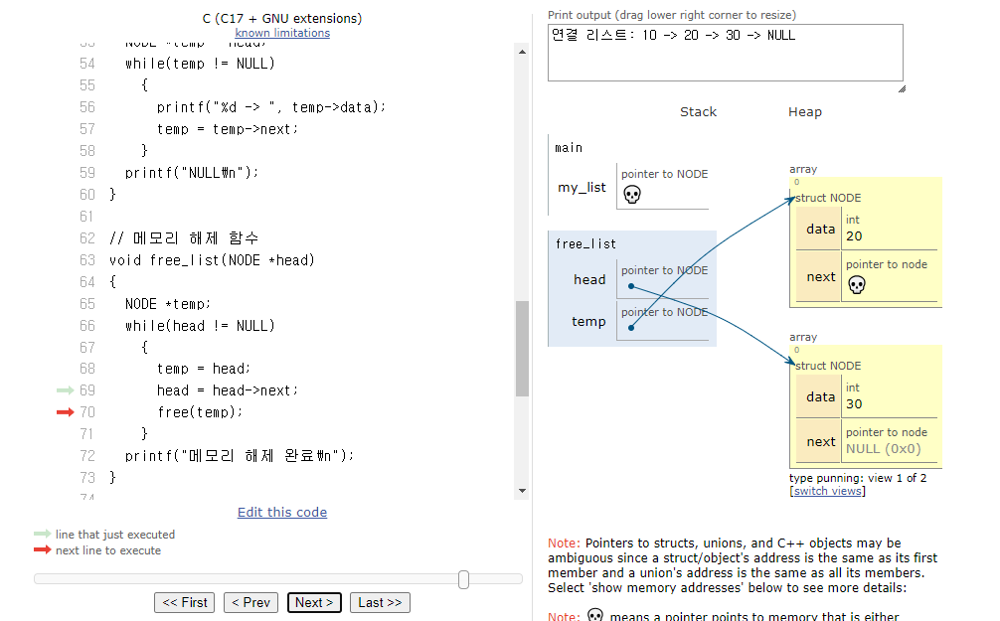 C (C17 + GNU extensions)
known limitations
53 NODE *temp = head;
54 while(temp != NULL)
55 {
56 printf("%d -> ", temp->data);
57 temp = temp->next;
58 }
59 printf("NULL₩n");
60 }
61
62 // 메모리 해제 함수
63 void free_list(NODE *head)
64 {
65 NODE *temp;
66 while(head != NULL)
67 {
68 temp = head;
69 head = head->next;
70 free(temp);
71 }
72 printf("메모리 해제 완료₩n");
73 }
74
Edit this code
line that just executed
next line to execute
<< First
< Prev
Next >
Last >>
Print output (drag lower right corner to resize)
연결 리스트: 10 -> 20 -> 30 -> NULL
Stack
Heap
main
my_list
pointer to NODE
free_list
head
pointer to NODE
temp
pointer to NODE
array
0
struct NODE
data
int
20
next
pointer to node
array
0
struct NODE
data
int
30
next
pointer to node
NULL (0x0)
type punning: view 1 of 2
[switch views]
Note: Pointers to structs, unions, and C++ objects may be
ambiguous since a struct/object's address is the same as its first
member and a union's address is the same as all its members.
Select 'show memory addresses' below to see more details:
Note: means a pointer points to memory that is either